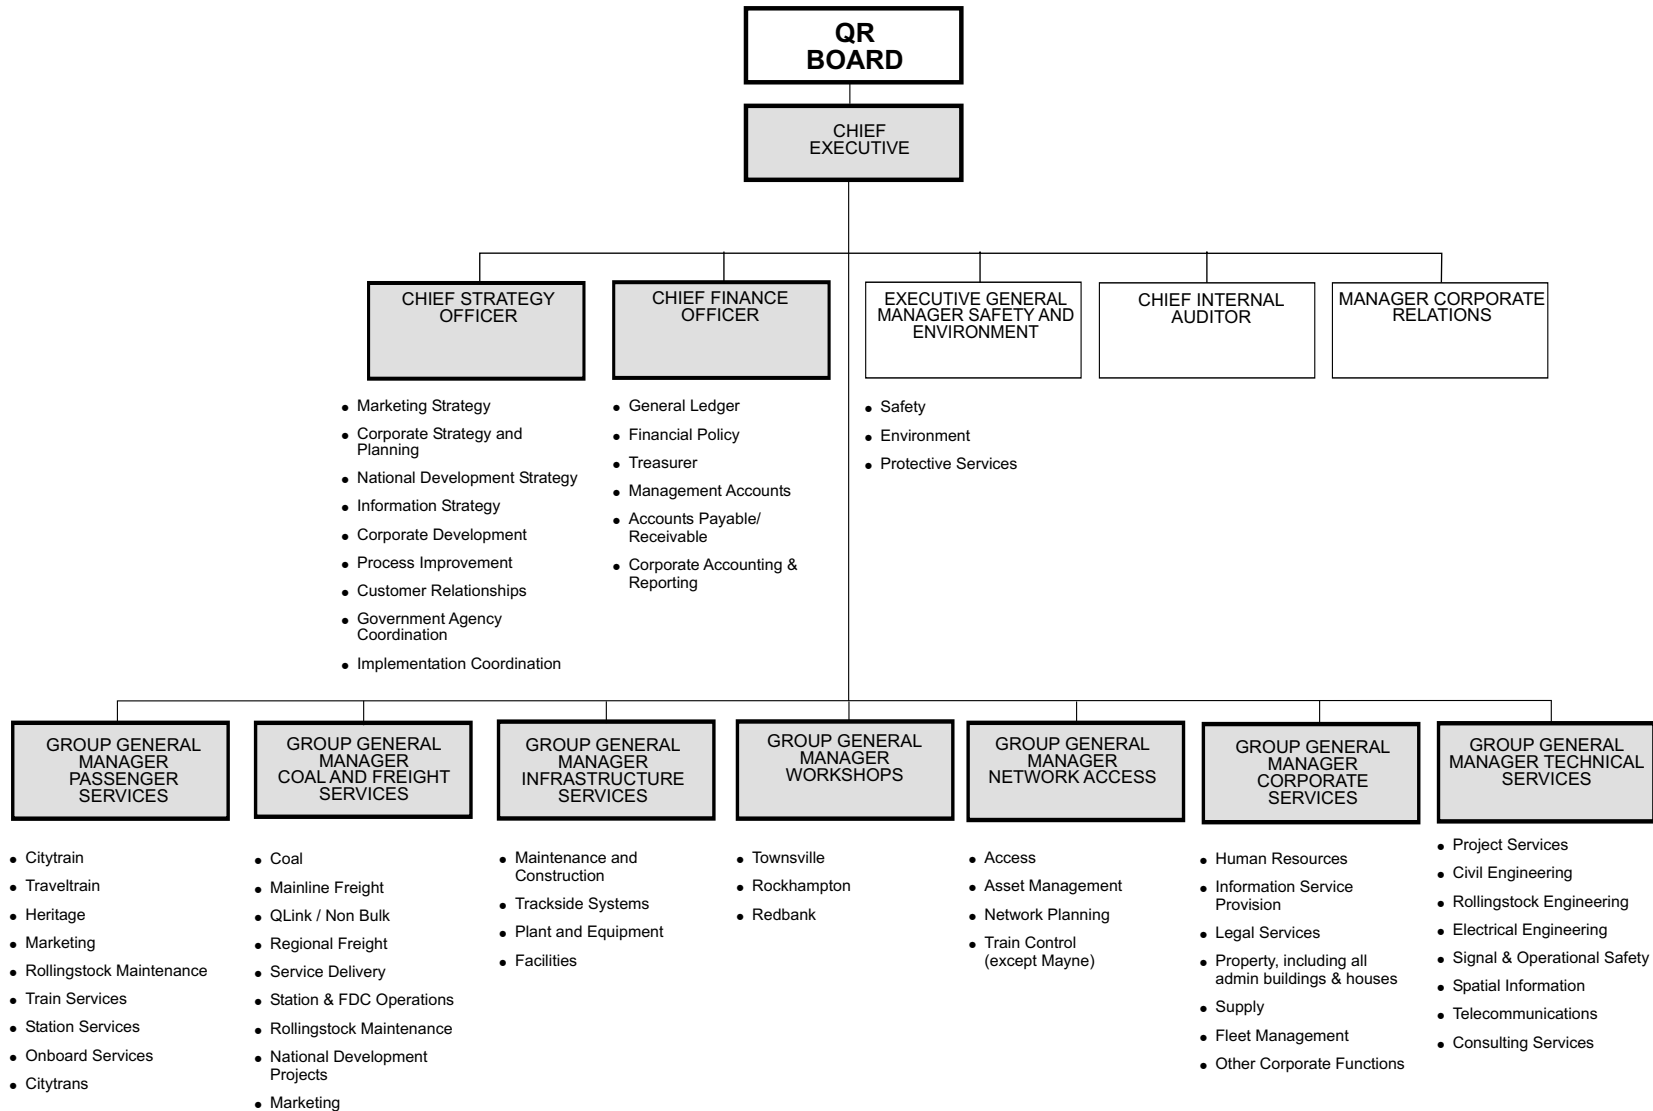 QR
BOARD
CHIEF
EXECUTIVE
CHIEF STRATEGY
OFFICER
CHIEF FINANCE
OFFICER
EXECUTIVE GENERAL
MANAGER SAFETY AND
ENVIRONMENT
CHIEF INTERNAL
AUDITOR
MANAGER CORPORATE
RELATIONS
• Marketing Strategy
• Corporate Strategy and
Planning
• National Development Strategy
• Information Strategy
• Corporate Development
• Process Improvement
• Customer Relationships
• Government Agency
Coordination
• Implementation Coordination
• General Ledger
• Financial Policy
• Treasurer
• Management Accounts
• Accounts Payable/
Receivable
• Corporate Accounting &
Reporting
• Safety
• Environment
• Protective Services
GROUP GENERAL
MANAGER
PASSENGER
SERVICES
GROUP GENERAL
MANAGER
COAL AND FREIGHT
SERVICES
GROUP GENERAL
MANAGER
INFRASTRUCTURE
SERVICES
GROUP GENERAL
MANAGER
WORKSHOPS
GROUP GENERAL
MANAGER
NETWORK ACCESS
GROUP GENERAL
MANAGER
CORPORATE
SERVICES
GROUP GENERAL
MANAGER TECHNICAL
SERVICES
• Citytrain
• Traveltrain
• Heritage
• Marketing
• Rollingstock Maintenance
• Train Services
• Station Services
• Onboard Services
• Citytrans
• Coal
• Mainline Freight
• QLink / Non Bulk
• Regional Freight
• Service Delivery
• Station & FDC Operations
• Rollingstock Maintenance
• National Development
Projects
• Marketing
• Maintenance and
Construction
• Trackside Systems
• Plant and Equipment
• Facilities
• Townsville
• Rockhampton
• Redbank
• Access
• Asset Management
• Network Planning
• Train Control
(except Mayne)
• Human Resources
• Information Service
Provision
• Legal Services
• Property, including all
admin buildings & houses
• Supply
• Fleet Management
• Other Corporate Functions
• Project Services
• Civil Engineering
• Rollingstock Engineering
• Electrical Engineering
• Signal & Operational Safety
• Spatial Information
• Telecommunications
• Consulting Services